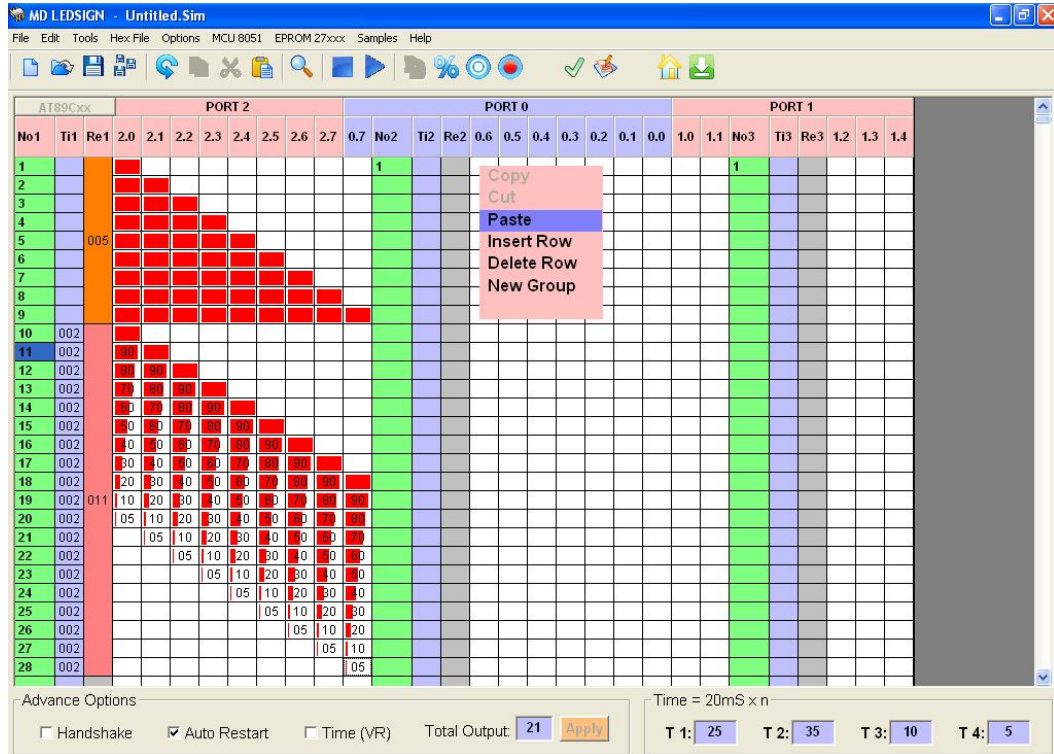 MD LEDSIGN - Untitled.Sim
File Edit Tools Hex File Options MCU 8051 EPROM 27xxx Samples Help
AT89Cxx PORT 2 PORT 0 PORT 1
No1 Ti1 Re1 2.0 2.1 2.2 2.3 2.4 2.5 2.6 2.7 0.7 No2 Ti2 Re2 0.6 0.5 0.4 0.3 0.2 0.1 0.0 1.0 1.1 No3 Ti3 Re3 1.2 1.3 1.4
1 1 1
2
3
4
5 005
6
7
8
9
10 002
11 002 90
12 002 80 90
13 002 70 80 90
14 002 60 70 80 90
15 002 50 60 70 80 90
16 002 40 50 60 70 80 90
17 002 30 40 50 60 70 80 90
18 002 20 30 40 50 60 70 80 90
19 002 011 10 20 30 40 50 60 70 80 90
20 002 05 10 20 30 40 50 60 70 80
21 002 05 10 20 30 40 50 60 70
22 002 05 10 20 30 40 50 60
23 002 05 10 20 30 40 50
24 002 05 10 20 30 40
25 002 05 10 20 30
26 002 05 10 20
27 002 05 10
28 002 05
Copy
Cut
Paste
Insert Row
Delete Row
New Group
Advance Options
Handshake Auto Restart Time (VR) Total Output: 21 Apply
Time = 20mS x n
T 1: 25 T 2: 35 T 3: 10 T 4: 5